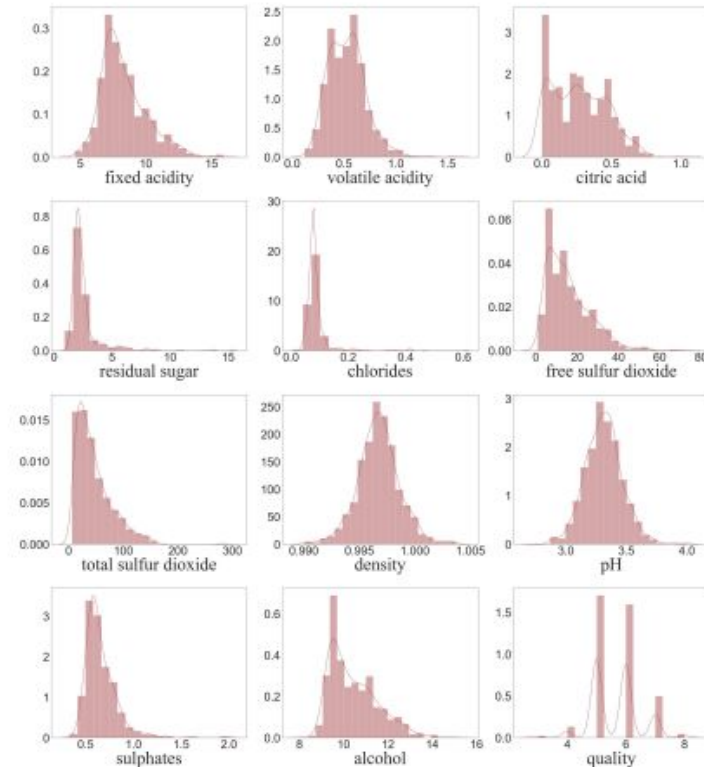 0.3
0.2
0.1
0.0
5 10 15
fixed acidity
2.5
2.0
1.5
1.0
0.5
0.0
0.0 0.5 1.0 1.5
volatile acidity
3
2
1
0
0.0 0.5 1.0
citric acid
0.8
0.6
0.4
0.2
0.0
0 5 10 15
residual sugar
30
20
10
0
0.0 0.2 0.4 0.6
chlorides
0.06
0.04
0.02
0.00
0 20 40 60 80
free sulfur dioxide
0.015
0.010
0.005
0.000
0 100 200 300
total sulfur dioxide
250
200
150
100
50
0
0.990 0.995 1.000 1.005
density
3
2
1
0
3.0 3.5 4.0
pH
3
2
1
0
0.5 1.0 1.5 2.0
sulphates
0.6
0.4
0.2
0.0
8 10 12 14 16
alcohol
1.5
1.0
0.5
0.0
4 6 8
quality